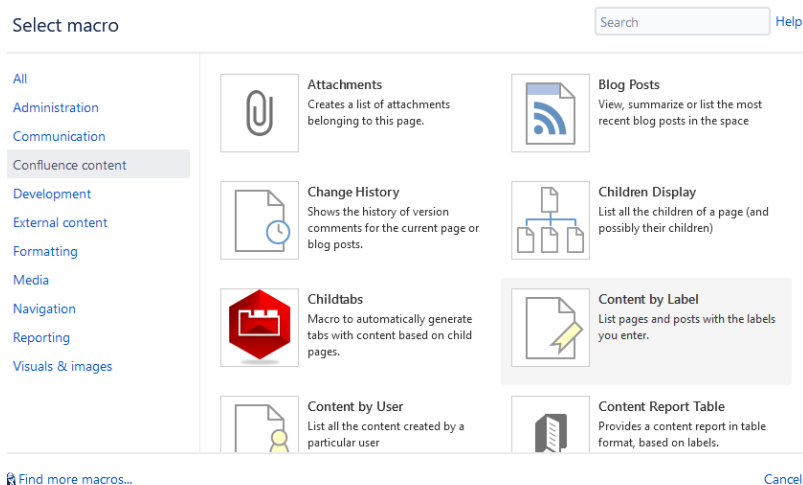 Select macro
Search
Help
All
Administration
Communication
Confluence content
Development
External content
Formatting
Media
Navigation
Reporting
Visuals & images
Attachments
Creates a list of attachments
belonging to this page.
Blog Posts
View, summarize or list the most
recent blog posts in the space
Change History
Shows the history of version
comments for the current page or
blog posts.
Children Display
List all the children of a page (and
possibly their children)
Childtabs
Macro to automatically generate
tabs with content based on child
pages.
Content by Label
List pages and posts with the labels
you enter.
Content by User
List all the content created by a
particular user
Content Report Table
Provides a content report in table
format, based on labels.
Find more macros...
Cancel